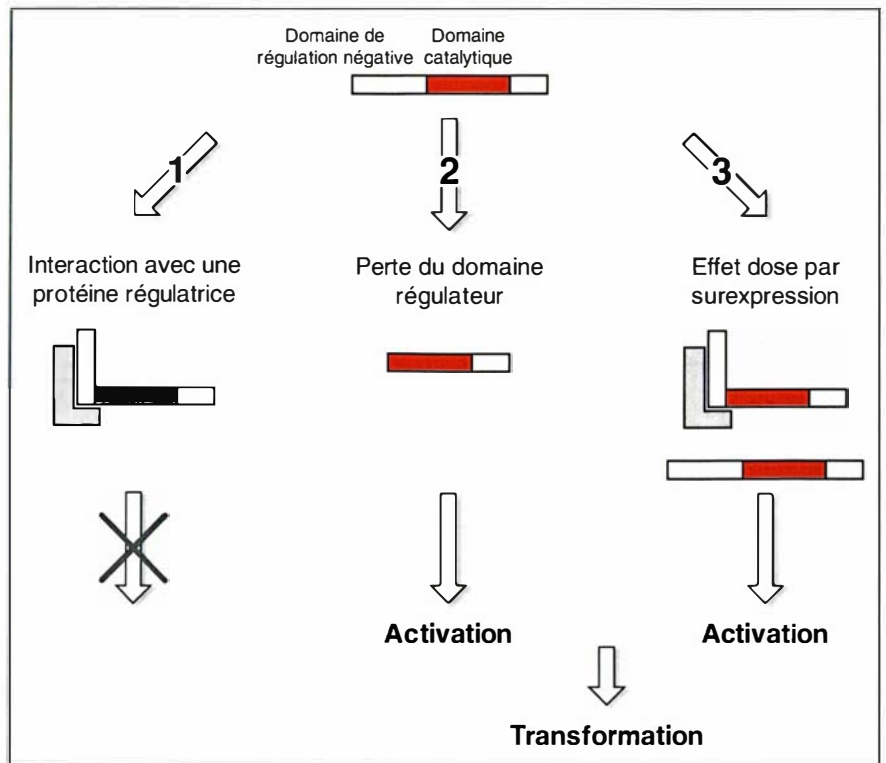 Domaine de
régulation négative
Domaine
catalytique
1
2
3
Interaction avec une
protéine régulatrice
Perte du domaine
régulateur
Effet dose par
surexpression
Activation
Activation
Transformation